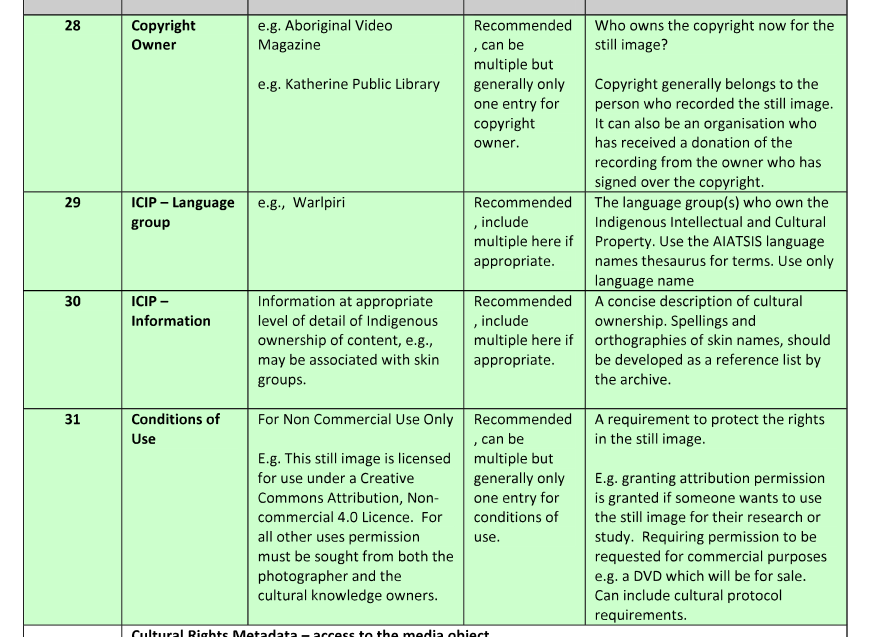 28
Copyright
Owner
e.g. Aboriginal Video
Magazine
e.g. Katherine Public Library
Recommended
, can be
multiple but
generally only
one entry for
copyright
owner.
Who owns the copyright now for the
still image?
Copyright generally belongs to the
person who recorded the still image.
It can also be an organisation who
has received a donation of the
recording from the owner who has
signed over the copyright.
29
ICIP – Language
group
e.g., Warlpiri
Recommended
, include
multiple here if
appropriate.
The language group(s) who own the
Indigenous Intellectual and Cultural
Property. Use the AIATSIS language
names thesaurus for terms. Use only
language name
30
ICIP –
Information
Information at appropriate
level of detail of Indigenous
ownership of content, e.g.,
may be associated with skin
groups.
Recommended
, include
multiple here if
appropriate.
A concise description of cultural
ownership. Spellings and
orthographies of skin names, should
be developed as a reference list by
the archive.
31
Conditions of
Use
For Non Commercial Use Only
E.g. This still image is licensed
for use under a Creative
Commons Attribution, Non-
commercial 4.0 Licence.  For
all other uses permission
must be sought from both the
photographer and the
cultural knowledge owners.
Recommended
, can be
multiple but
generally only
one entry for
conditions of
use.
A requirement to protect the rights
in the still image.
E.g. granting attribution permission
is granted if someone wants to use
the still image for their research or
study.  Requiring permission to be
requested for commercial purposes
e.g. a DVD which will be for sale.
Can include cultural protocol
requirements.
Cultural Rights Metadata – access to the media object